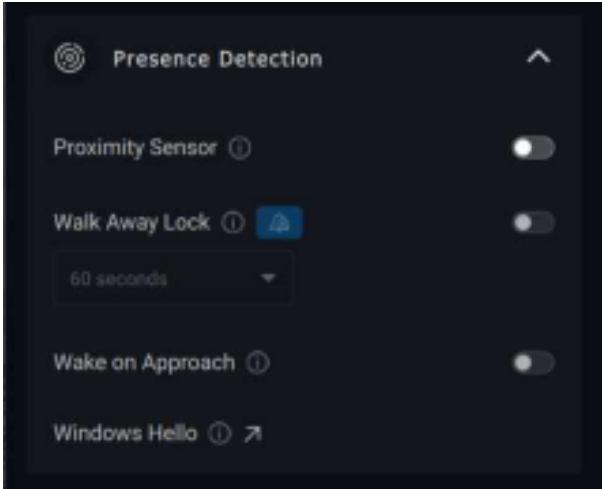 Presence Detection
Proximity Sensor
Walk Away Lock
60 seconds
Wake on Approach
Windows Hello